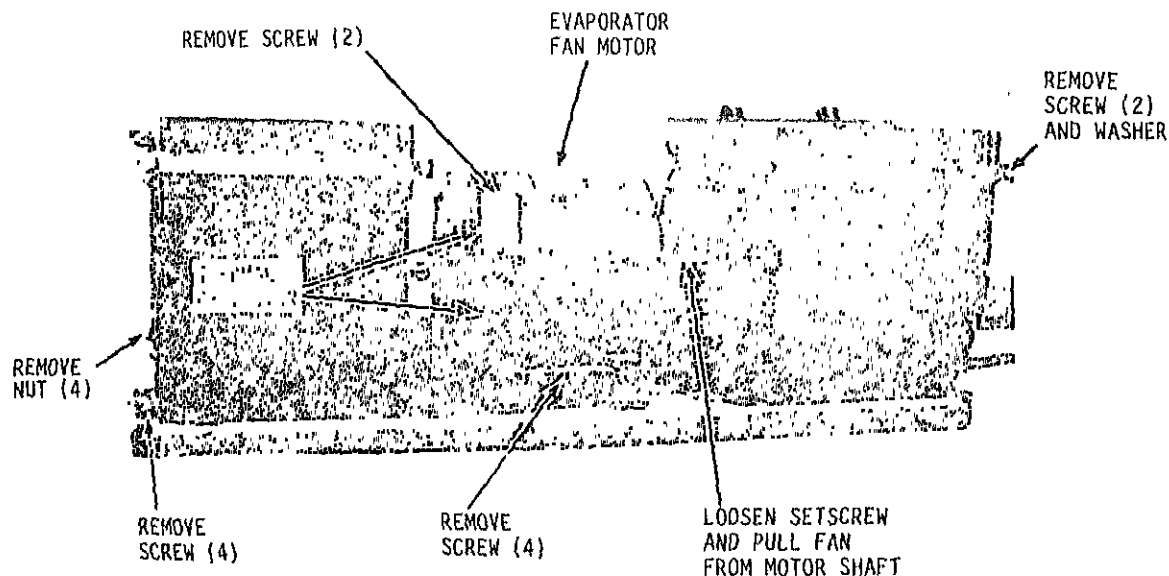 EVAPORATOR
FAN MOTOR
REMOVE SCREW (2)
REMOVE
SCREW (2)
AND WASHER
REMOVE
NUT (4)
REMOVE
SCREW (4)
REMOVE
SCREW (4)
LOOSEN SETSCREW
AND PULL FAN
FROM MOTOR SHAFT